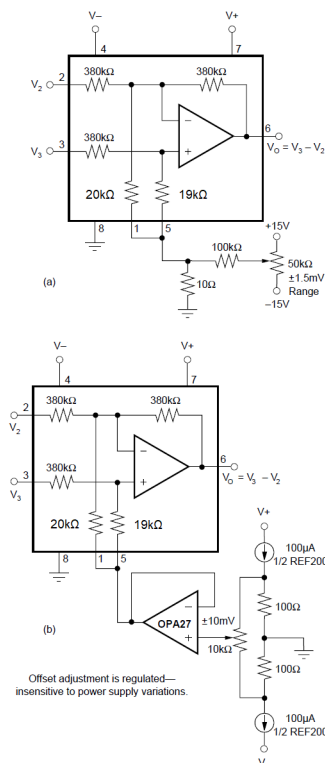 V–
V+
4
7
380kΩ
380kΩ
V2
2
–
6
VO = V3 – V2
380kΩ
V3
3
+
20kΩ
19kΩ
8
1
5
+15V
100kΩ
50kΩ
±1.5mV
Range
10Ω
–15V
(a)
V–
V+
4
7
380kΩ
380kΩ
2
V2
–
6
VO = V3 – V2
380kΩ
3
V3
+
20kΩ
19kΩ
V+
8
1
5
100µA
1/2 REF200
–
OPA27
+
±10mV
10kΩ
100Ω
100Ω
(b)
Offset adjustment is regulated—
insensitive to power supply variations.
100µA
1/2 REF200